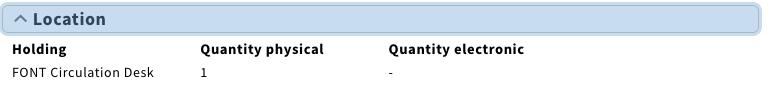 Location
Holding Quantity physical Quantity electronic
FONT Circulation Desk 1 -